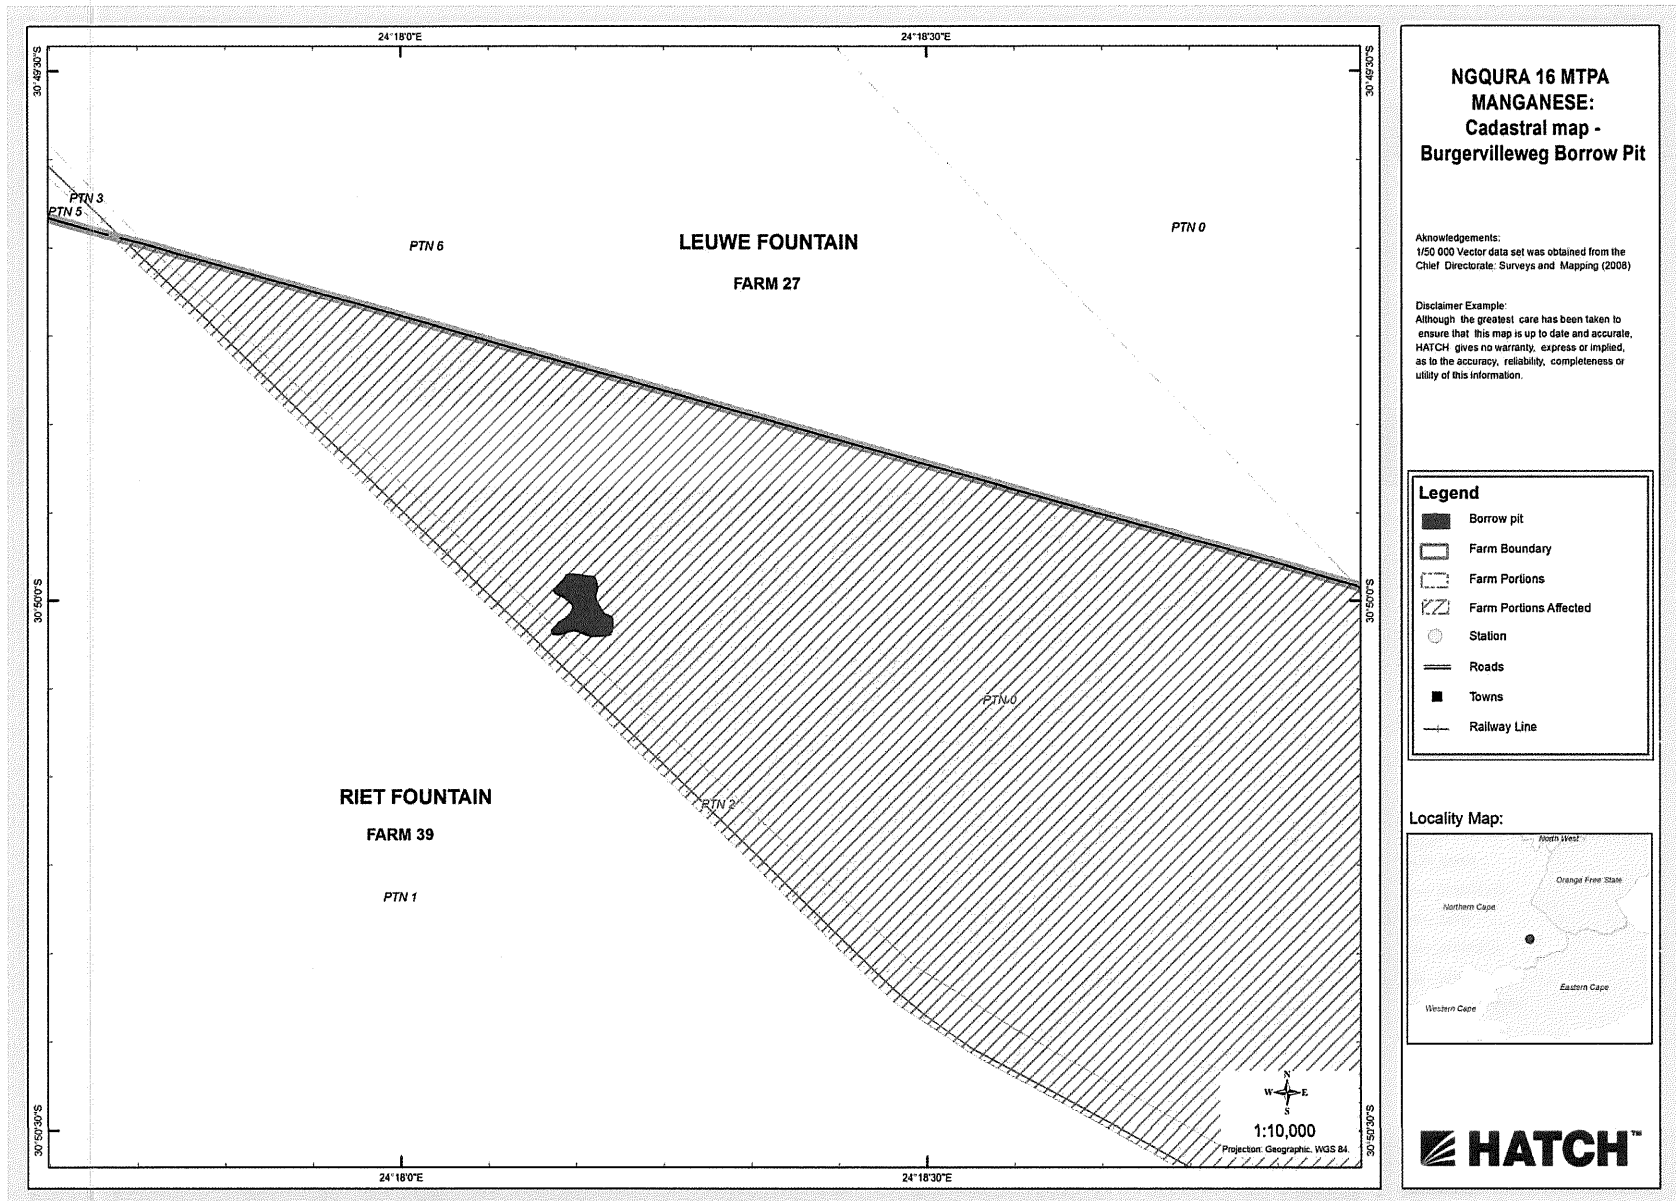 24°18'0"E
24°18'30"E
30°49'30"S
30°49'30"S
PTN 3
PTN 5
PTN 6
LEUWE FOUNTAIN
FARM 27
PTN 0
30°50'0"S
30°50'0"S
PTN 0
PTN 2
RIET FOUNTAIN
FARM 39
PTN 1
N
W E
S
1:10,000
Projection: Geographic. WGS 84.
30°50'30"S
30°50'30"S
24°18'0"E
24°18'30"E
NGQURA 16 MTPA
MANGANESE:
Cadastral map -
Burgervilleweg Borrow Pit
Aknowledgements:
1/50 000 Vector data set was obtained from the
Chief Directorate: Surveys and Mapping (2008)
Disclaimer Example:
Although the greatest care has been taken to
ensure that this map is up to date and accurate,
HATCH gives no warranty, express or implied,
as to the accuracy, reliability, completeness or
utility of this information.
Legend
Borrow pit
Farm Boundary
Farm Portions
Farm Portions Affected
Station
Roads
Towns
Railway Line
Locality Map:
North West
Orange Free State
Northern Cape
Eastern Cape
Western Cape
HATCH™